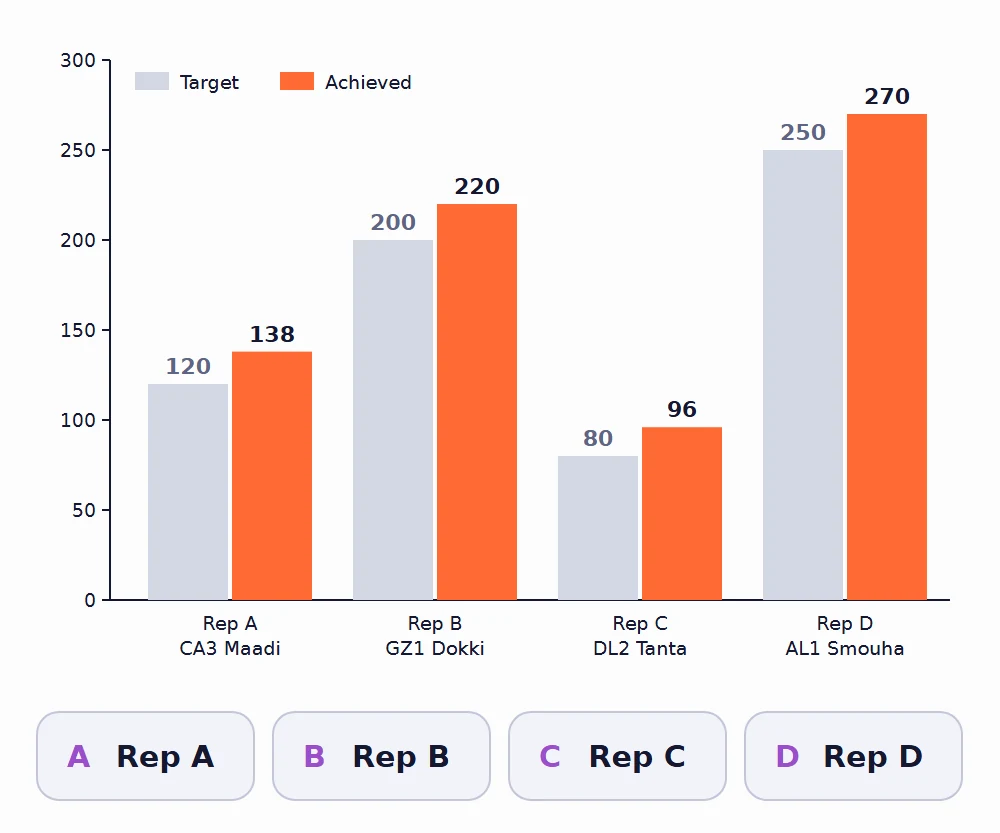 300
Target
Achieved
250
200
150
100
50
0
120
138
200
220
80
96
250
270
Rep A
CA3 Maadi
Rep B
GZ1 Dokki
Rep C
DL2 Tanta
Rep D
AL1 Smouha
A Rep A
B Rep B
C Rep C
D Rep D